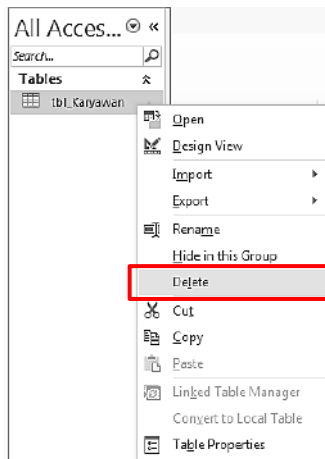 All Acces...
Search...
Tables
tbl_Karyawan
Open
Design View
Import
Export
Rename
Hide in this Group
Delete
Cut
Copy
Paste
Linked Table Manager
Convert to Local Table
Table Properties